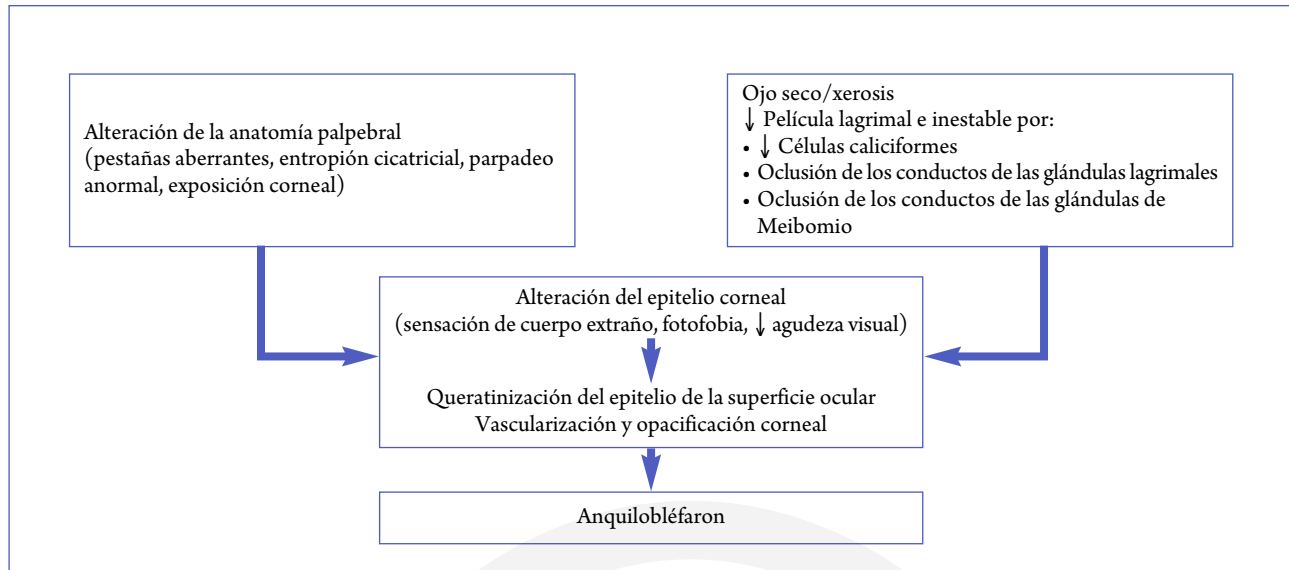 Alteración de la anatomía palpebral
(pestañas aberrantes, entropión cicatricial, parpadeo
anormal, exposición corneal)
Ojo seco/xerosis
↓ Película lagrimal e inestable por:
• ↓ Células caliciformes
• Oclusión de los conductos de las glándulas lagrimales
• Oclusión de los conductos de las glándulas de
Meibomio
Alteración del epitelio corneal
(sensación de cuerpo extraño, fotofobia, ↓ agudeza visual)
Queratinización del epitelio de la superficie ocular
Vascularización y opacificación corneal
Anquilobléfaron